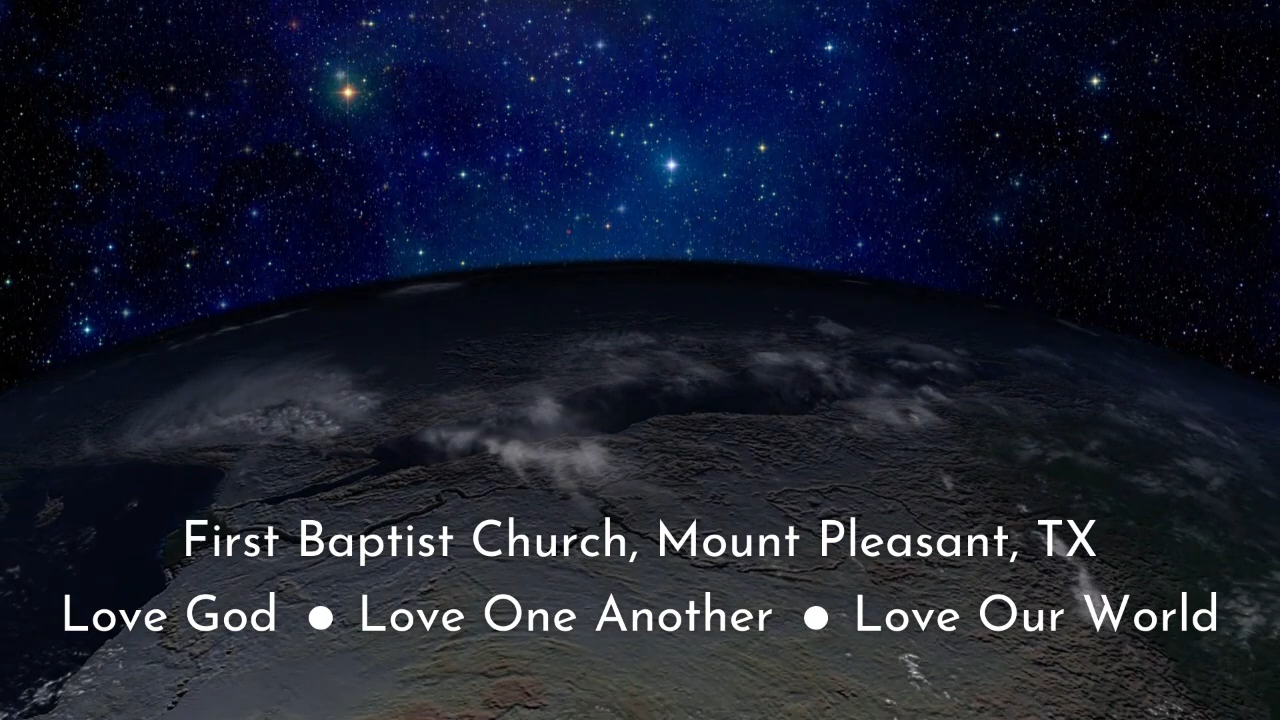 First Baptist Church, Mount Pleasant, TX
Love God ● Love One Another ● Love Our World